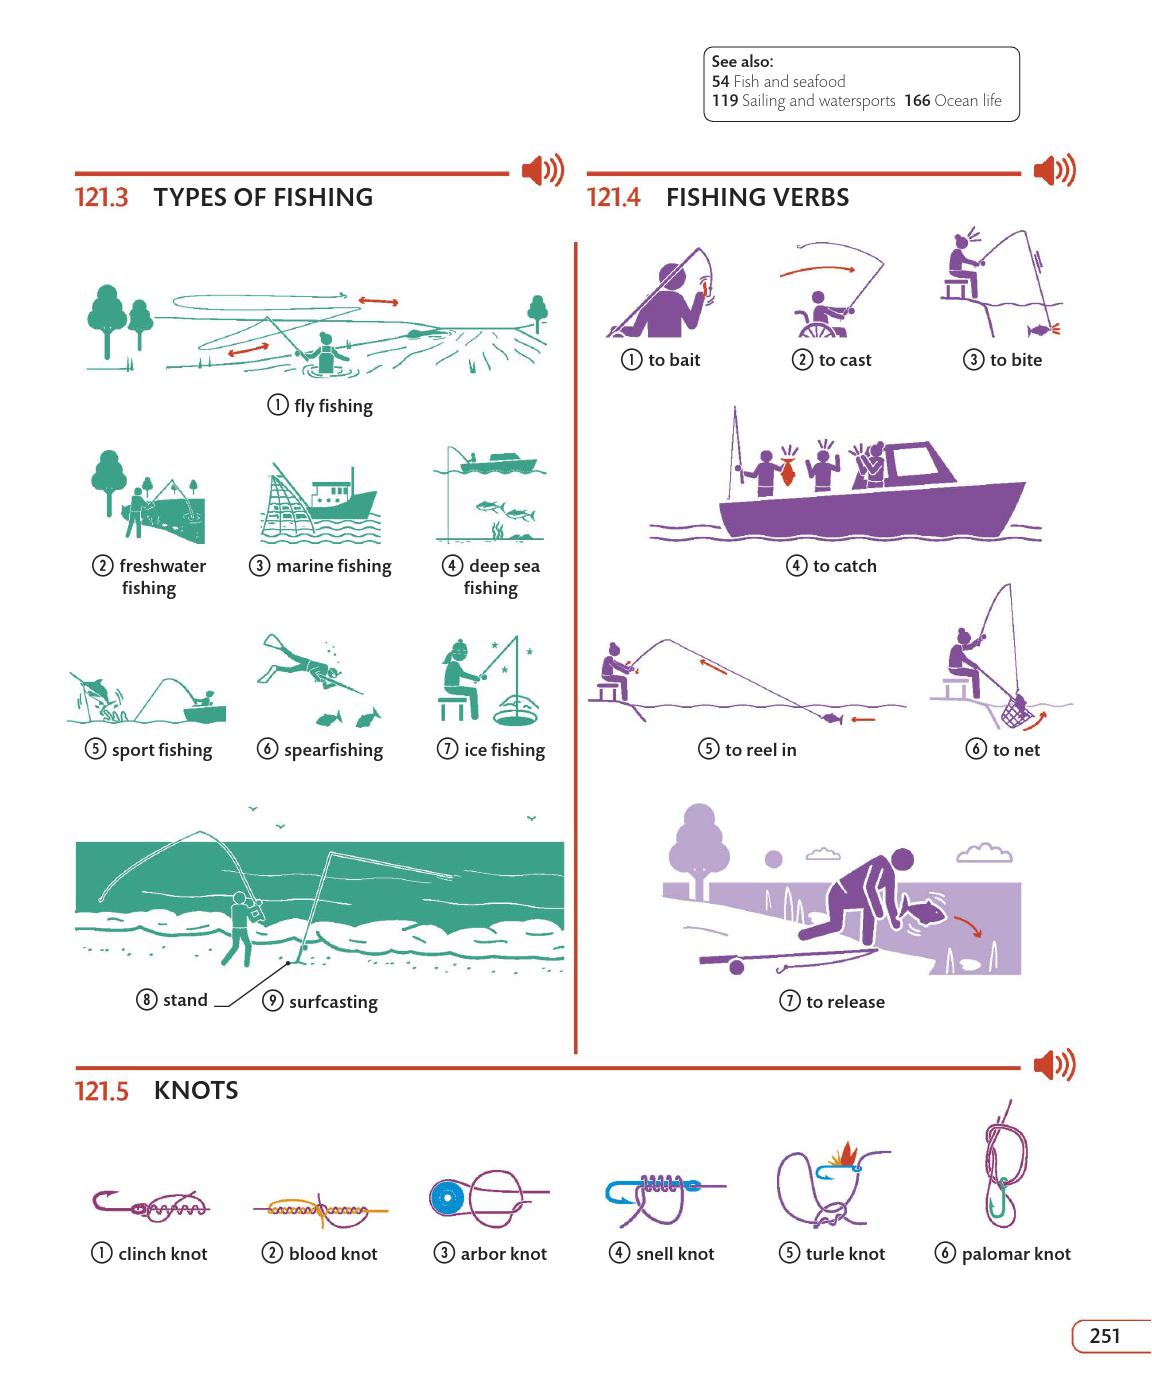 See also:
54 Fish and seafood
119 Sailing and watersports 166 Ocean life
121.3 TYPES OF FISHING
1 fly fishing
2 freshwater
fishing
3 marine fishing
4 deep sea
fishing
5 sport fishing
6 spearfishing
7 ice fishing
8 stand
9 surfcasting
121.4 FISHING VERBS
1 to bait
2 to cast
3 to bite
4 to catch
5 to reel in
6 to net
7 to release
121.5 KNOTS
1 clinch knot
2 blood knot
3 arbor knot
4 snell knot
5 turle knot
6 palomar knot
251